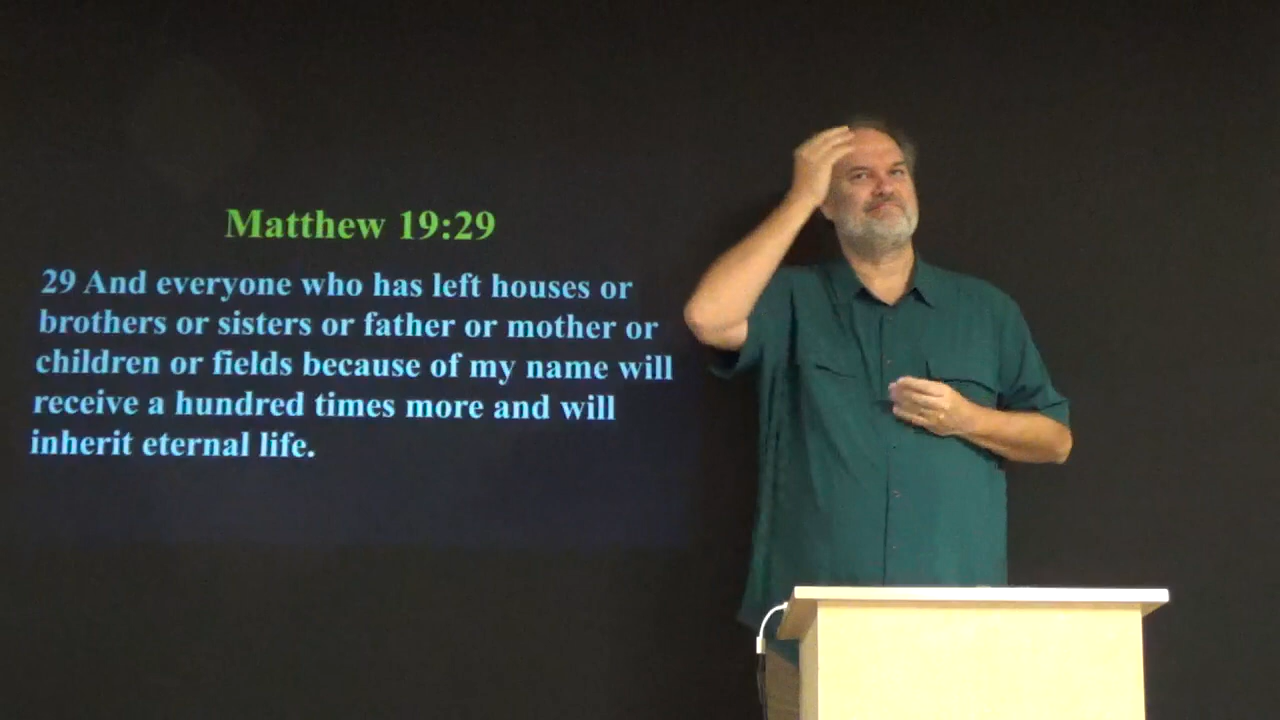 Matthew 19:29
29 And everyone who has left houses or
brothers or sisters or father or mother or
children or fields because of my name will
receive a hundred times more and will
inherit eternal life.